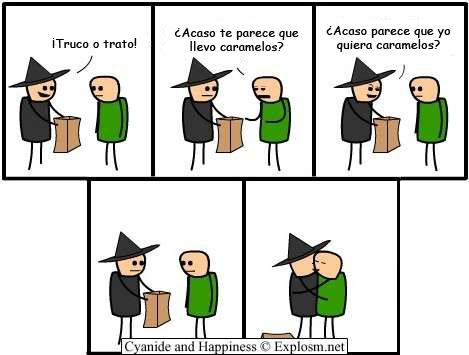 ¡Truco o trato!
¿Acaso te parece que
llevo caramelos?
¿Acaso parece que yo
quiera caramelos?
Cyanide and Happiness © Explosm.net